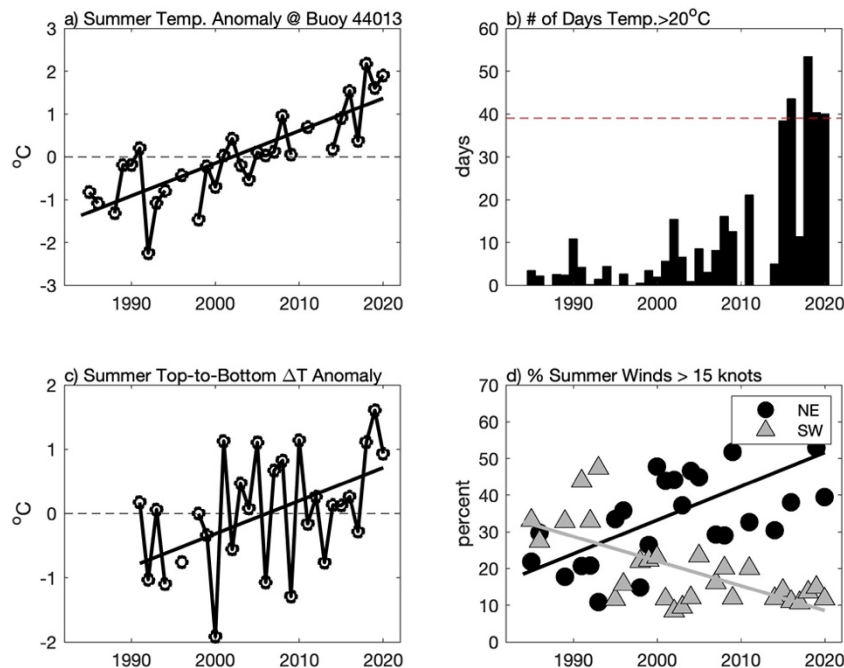 a) Summer Temp. Anomaly @ Buoy 44013
3
2
1
0
-1
-2
-3
°C
1990 2000 2010 2020
b) # of Days Temp.>20°C
60
50
40
30
20
10
0
days
1990 2000 2010 2020
c) Summer Top-to-Bottom ΔT Anomaly
2
1
0
-1
-2
°C
1990 2000 2010 2020
d) % Summer Winds > 15 knots
70
60
50
40
30
20
10
0
percent
NE
SW
1990 2000 2010 2020